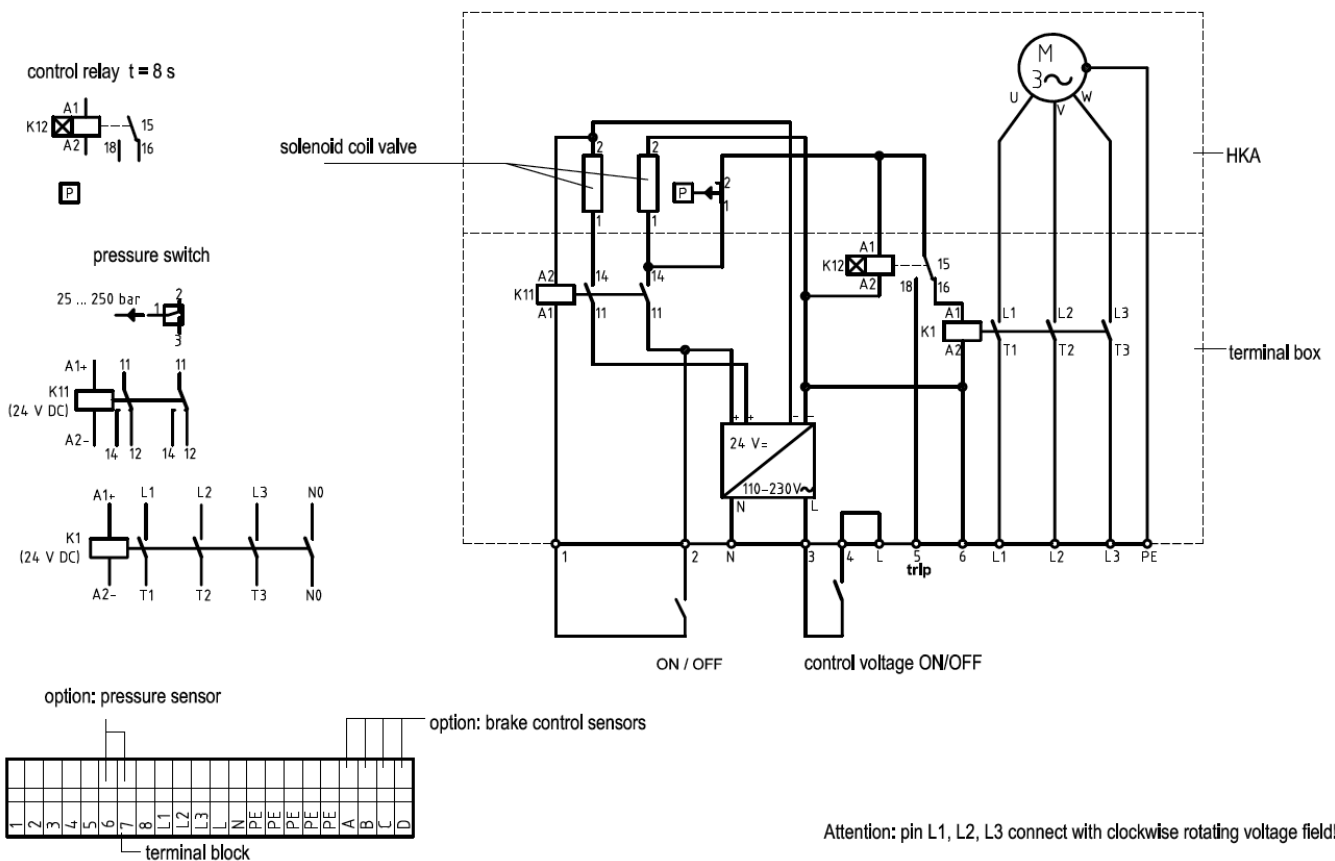 control relay t = 8 s
A1
K12
A2
15
18
16
P
pressure switch
25 ... 250 bar
1
2
3
A1+
11
11
K11
(24 V DC)
A2-
14
12
14
12
A1+
L1
L2
L3
NO
K1
(24 V DC)
A2-
T1
T2
T3
NO
solenoid coil valve
2
1
2
1
P
2
1
M
3~
U
V
W
HKA
A2
K11
A1
14
11
14
11
A1
K12
A2
15
18
16
A1
K1
A2
L1
L2
L3
T1
T2
T3
terminal box
+
+
-
-
24 V=
110-230V~
N
L
1
2
N
3
4
L
5
trip
6
L1
L2
L3
PE
ON / OFF
control voltage ON/OFF
option: pressure sensor
option: brake control sensors
1
2
3
4
5
6
7
8
L1
L2
L3
L
N
PE
PE
PE
PE
PE
A
B
C
D
terminal block
Attention: pin L1, L2, L3 connect with clockwise rotating voltage field!